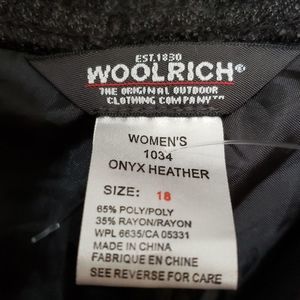 EST.1830
WOOLRICH®
THE ORIGINAL OUTDOOR
CLOTHING COMPANY™
WOMEN'S
1034
ONYX HEATHER
SIZE: 18
65% POLY/POLY
35% RAYON/RAYON
WPL 6635/CA 05331
MADE IN CHINA
FABRIQUE EN CHINE
SEE REVERSE FOR CARE